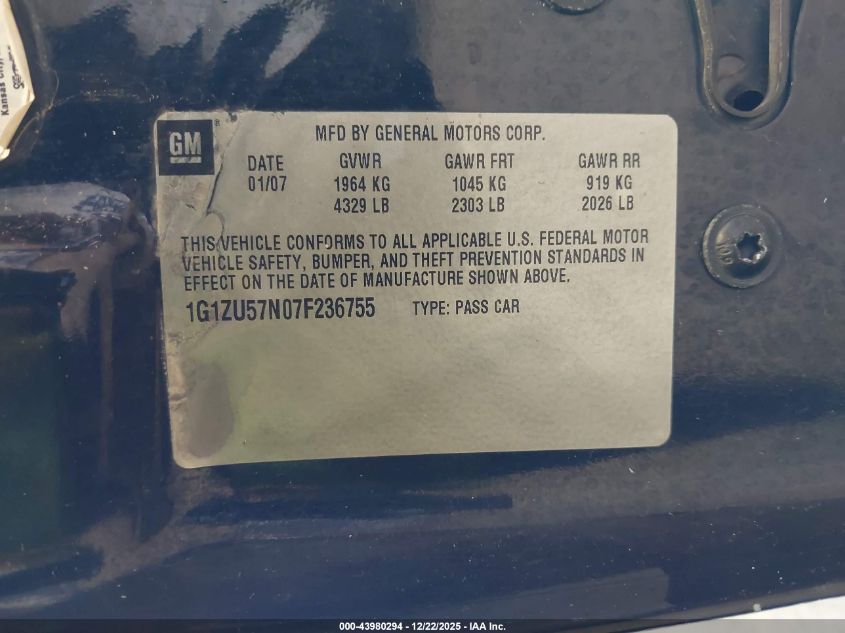 Kansas City,
GM
MFD BY GENERAL MOTORS CORP.
DATE GVWR GAWR FRT GAWR RR
01/07 1964 KG 1045 KG 919 KG
4329 LB 2303 LB 2026 LB
THIS VEHICLE CONFORMS TO ALL APPLICABLE U.S. FEDERAL MOTOR
VEHICLE SAFETY, BUMPER, AND THEFT PREVENTION STANDARDS IN
EFFECT ON THE DATE OF MANUFACTURE SHOWN ABOVE.
1G1ZU57N07F236755 TYPE: PASS CAR
000-43980294 - 12/22/2025 - IAA Inc.